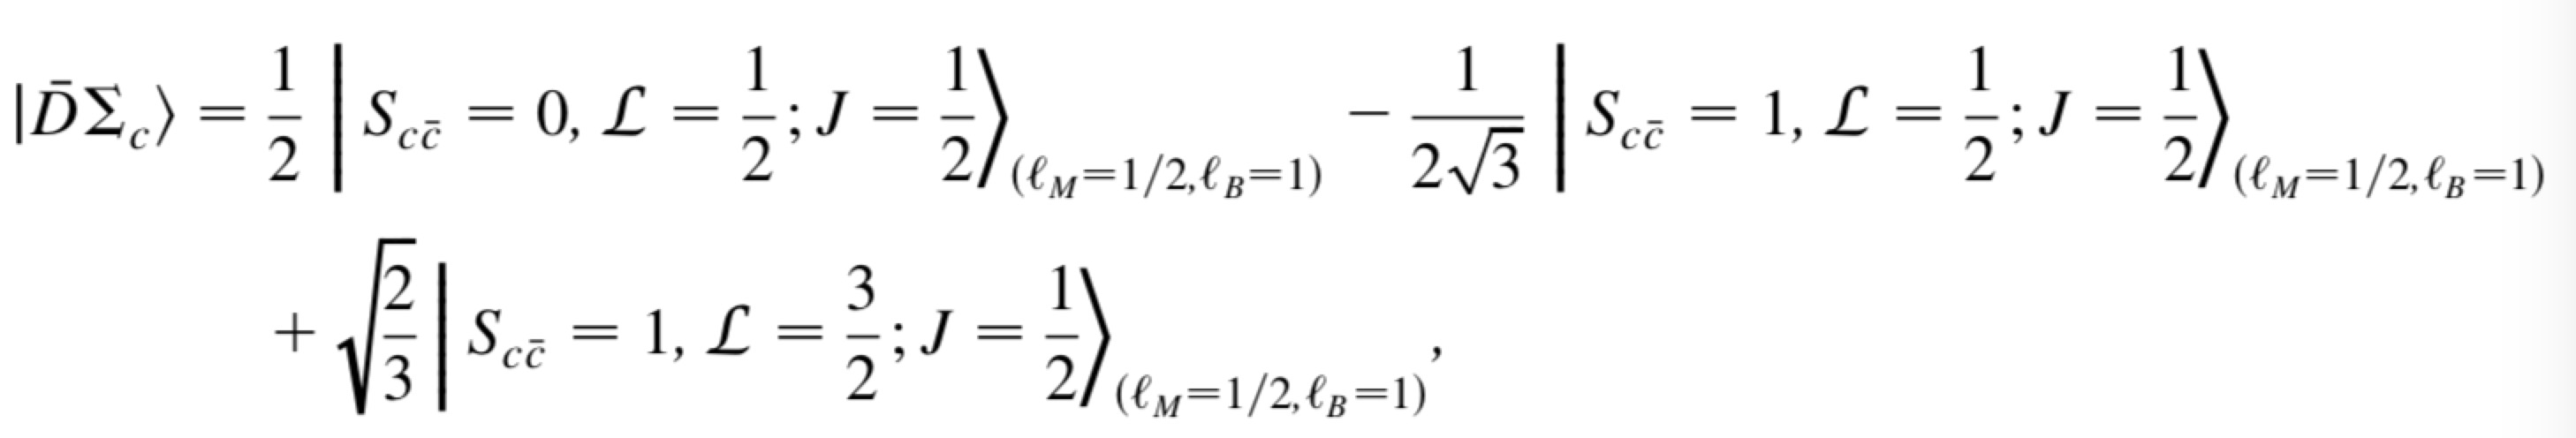 |D̄Σ_c⟩ = 1/2 | S_{cc̄} = 0, ℒ = 1/2; J = 1/2⟩_{(ℓ_M=1/2,ℓ_B=1)} − 1/(2√3) | S_{cc̄} = 1, ℒ = 1/2; J = 1/2⟩_{(ℓ_M=1/2,ℓ_B=1)}
+ √(2/3) | S_{cc̄} = 1, ℒ = 3/2; J = 1/2⟩_{(ℓ_M=1/2,ℓ_B=1)},